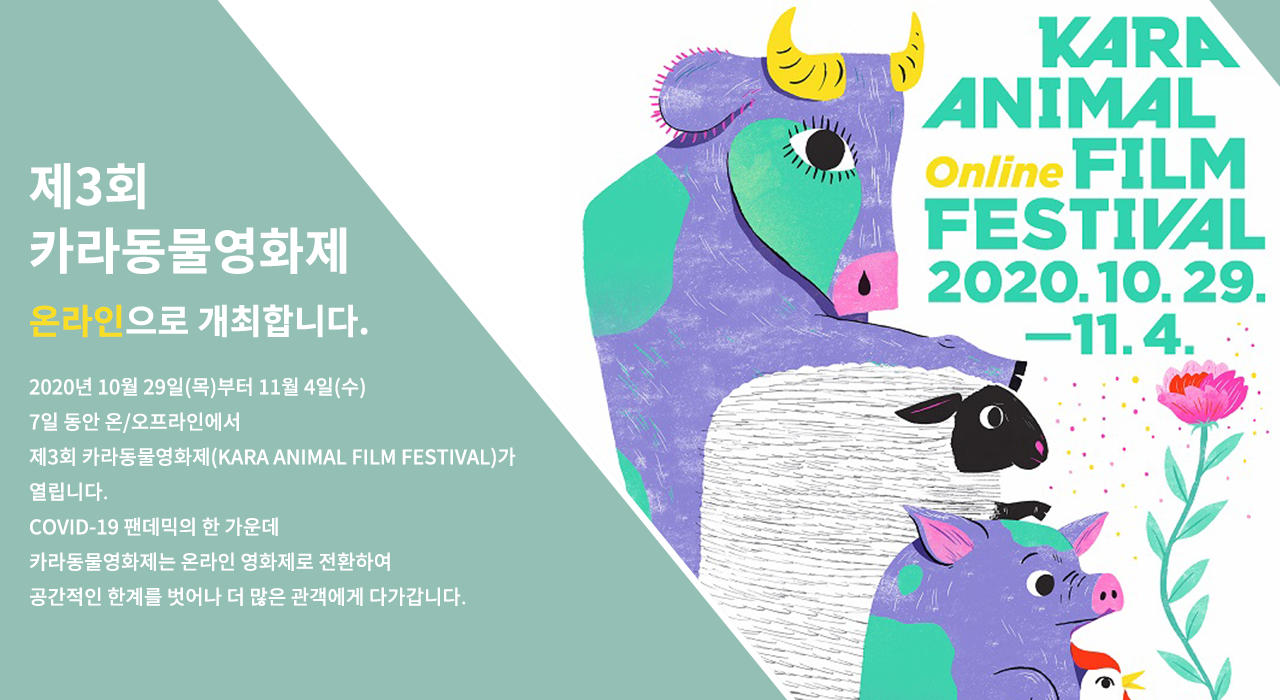 제3회
카라동물영화제
온라인으로 개최합니다.
2020년 10월 29일(목)부터 11월 4일(수)
7일 동안 온/오프라인에서
제3회 카라동물영화제(KARA ANIMAL FILM FESTIVAL)가
열립니다.
COVID-19 팬데믹의 한 가운데
카라동물영화제는 온라인 영화제로 전환하여
공간적인 한계를 벗어나 더 많은 관객에게 다가갑니다.
KARA
ANIMAL
Online FILM
FESTIVAL
2020. 10. 29.
—11. 4.